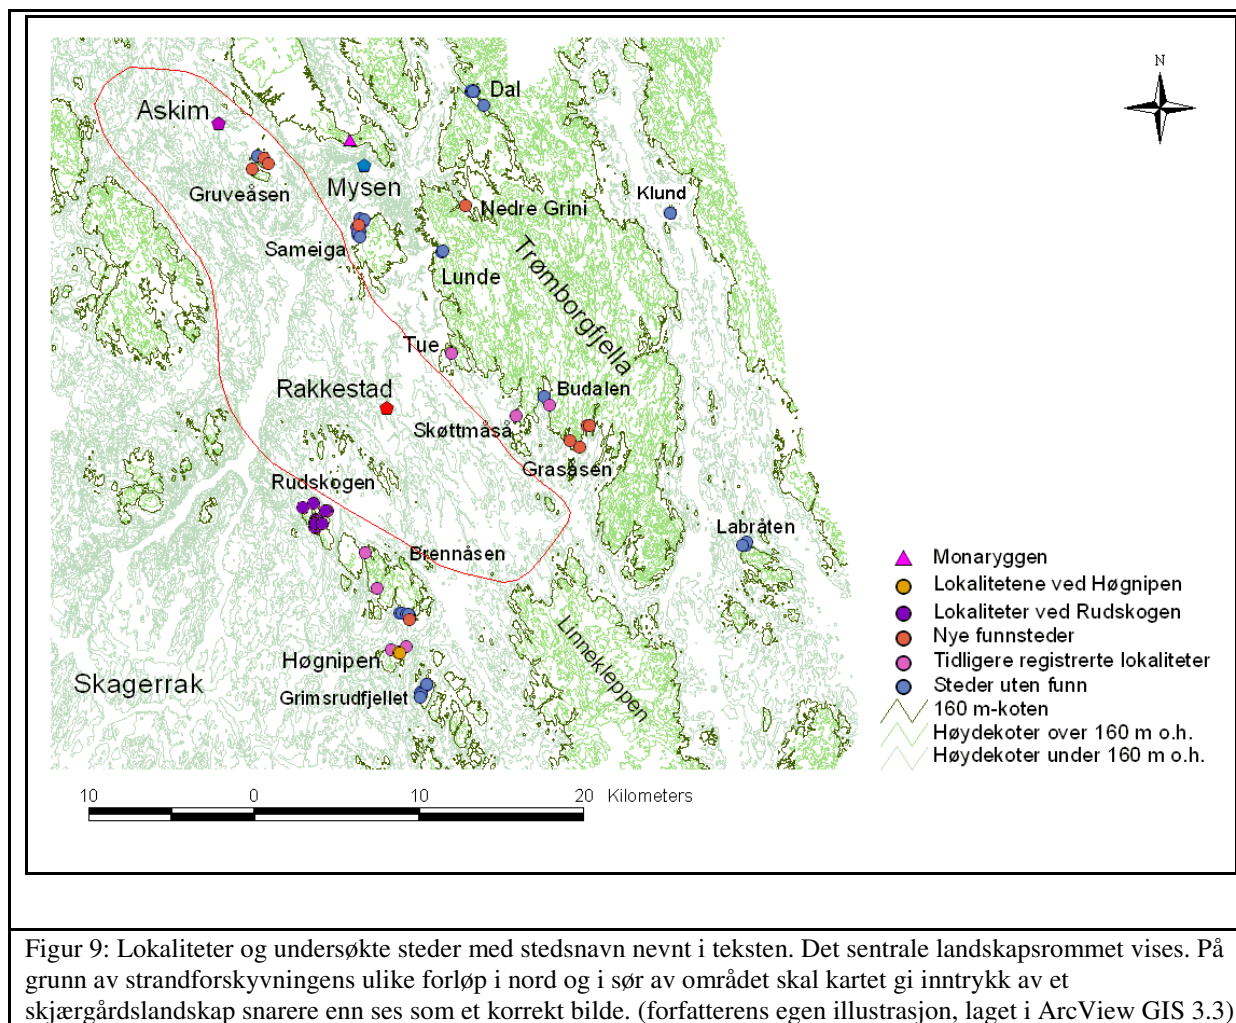 N
Dal
Askim
Mysen
Klund
Gruveåsen
Nedre Grini
Sameiga
Lunde
Trømborgfjella
Tue
Rakkestad
Budalen
Skøttmåså
Grasåsen
Rudskogen
Labråten
Brennåsen
Linnekleppen
Høgnipen
Skagerrak
Grimsrudfjellet
Monaryggen
Lokalitetene ved Høgnipen
Lokaliteter ved Rudskogen
Nye funnsteder
Tidligere registrerte lokaliteter
Steder uten funn
160 m-koten
Høydekoter over 160 m o.h.
Høydekoter under 160 m o.h.
10 0 10 20 Kilometers
Figur 9: Lokaliteter og undersøkte steder med stedsnavn nevnt i teksten. Det sentrale landskapsrommet vises. På
grunn av strandforskyvningens ulike forløp i nord og i sør av området skal kartet gi inntrykk av et
skjærgårdslandskap snarere enn ses som et korrekt bilde. (forfatterens egen illustrasjon, laget i ArcView GIS 3.3)